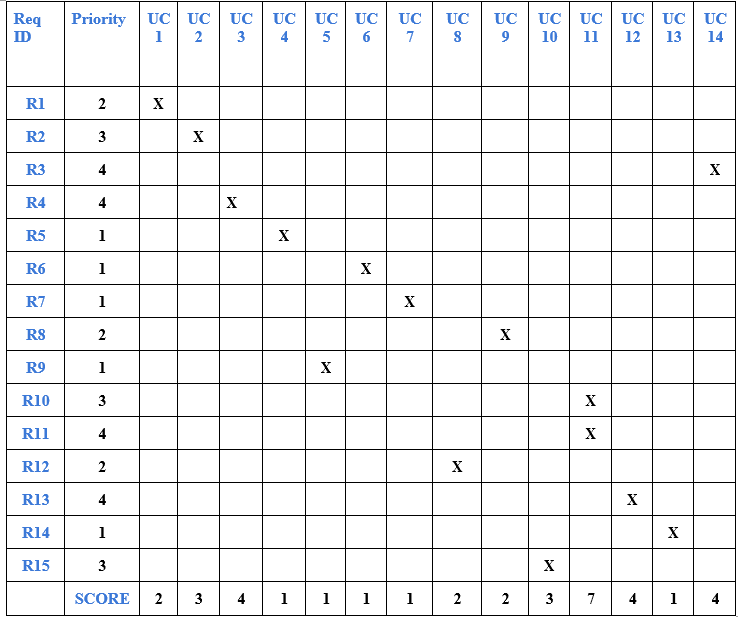 Req ID Priority UC 1 UC 2 UC 3 UC 4 UC 5 UC 6 UC 7 UC 8 UC 9 UC 10 UC 11 UC 12 UC 13 UC 14
R1 2 X
R2 3 X
R3 4 X
R4 4 X
R5 1 X
R6 1 X
R7 1 X
R8 2 X
R9 1 X
R10 3 X
R11 4 X
R12 2 X
R13 4 X
R14 1 X
R15 3 X
SCORE 2 3 4 1 1 1 1 2 2 3 7 4 1 4